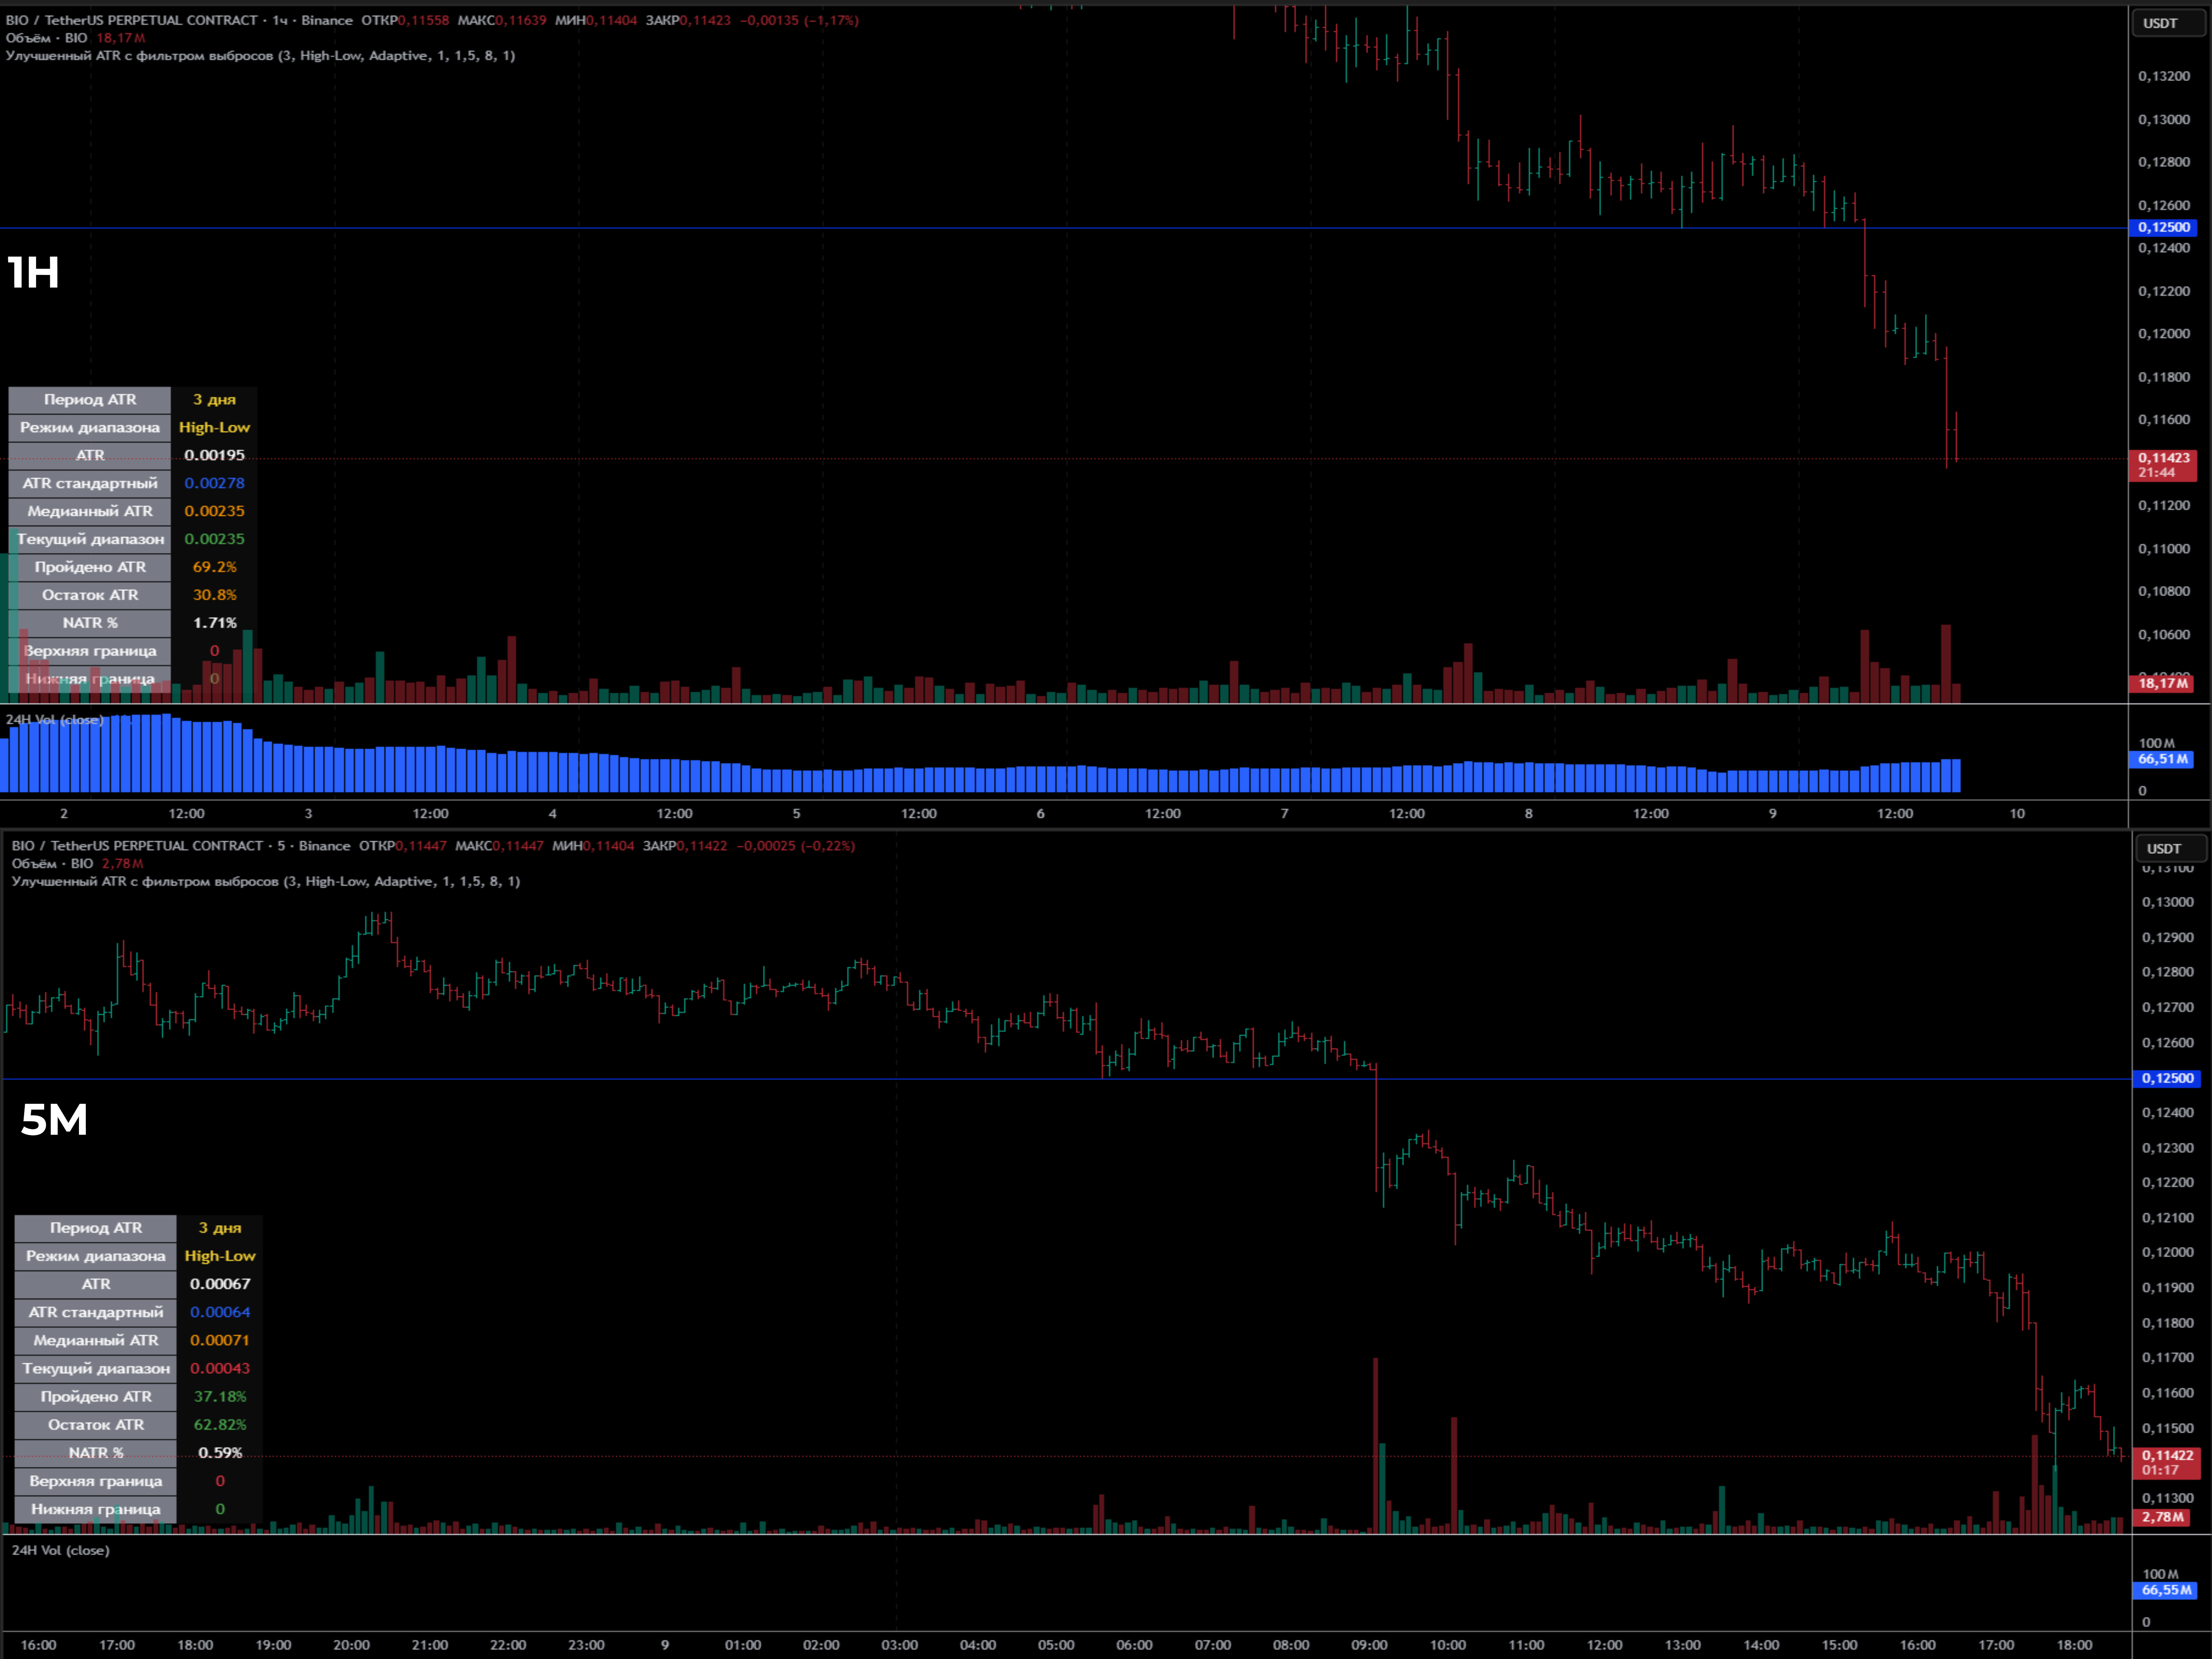 BIO / TetherUS PERPETUAL CONTRACT · 1ч · Binance ОТКР0,11558 МАКС0,11639 МИН0,11404 ЗАКР0,11423 −0,00135 (−1,17%)
Объём · BIO 18,17 M
Улучшенный ATR с фильтром выбросов (3, High-Low, Adaptive, 1, 1,5, 8, 1)
USDT
0,13200
0,13000
0,12800
0,12600
0,12500
0,12400
0,12200
0,12000
0,11800
0,11600
0,11423
21:44
0,11200
0,11000
0,10800
0,10600
18,17 M
1H
Период ATR 3 дня
Режим диапазона High-Low
ATR 0.00195
ATR стандартный 0.00278
Медианный ATR 0.00235
Текущий диапазон 0.00235
Пройдено ATR 69.2%
Остаток ATR 30.8%
NATR % 1.71%
Верхняя граница 0
Нижняя граница 0
24H Vol (close)
100 M
66,51 M
0
2 12:00 3 12:00 4 12:00 5 12:00 6 12:00 7 12:00 8 12:00 9 12:00 10
BIO / TetherUS PERPETUAL CONTRACT · 5 · Binance ОТКР0,11447 МАКС0,11447 МИН0,11404 ЗАКР0,11422 −0,00025 (−0,22%)
Объём · BIO 2,78 M
Улучшенный ATR с фильтром выбросов (3, High-Low, Adaptive, 1, 1,5, 8, 1)
USDT
0,13100
0,13000
0,12900
0,12800
0,12700
0,12600
0,12500
0,12400
0,12300
0,12200
0,12100
0,12000
0,11900
0,11800
0,11700
0,11600
0,11500
0,11422
01:17
0,11300
2,78 M
5M
Период ATR 3 дня
Режим диапазона High-Low
ATR 0.00067
ATR стандартный 0.00064
Медианный ATR 0.00071
Текущий диапазон 0.00043
Пройдено ATR 37.18%
Остаток ATR 62.82%
NATR % 0.59%
Верхняя граница 0
Нижняя граница 0
24H Vol (close)
100 M
66,55 M
0
16:00 17:00 18:00 19:00 20:00 21:00 22:00 23:00 9 01:00 02:00 03:00 04:00 05:00 06:00 07:00 08:00 09:00 10:00 11:00 12:00 13:00 14:00 15:00 16:00 17:00 18:00